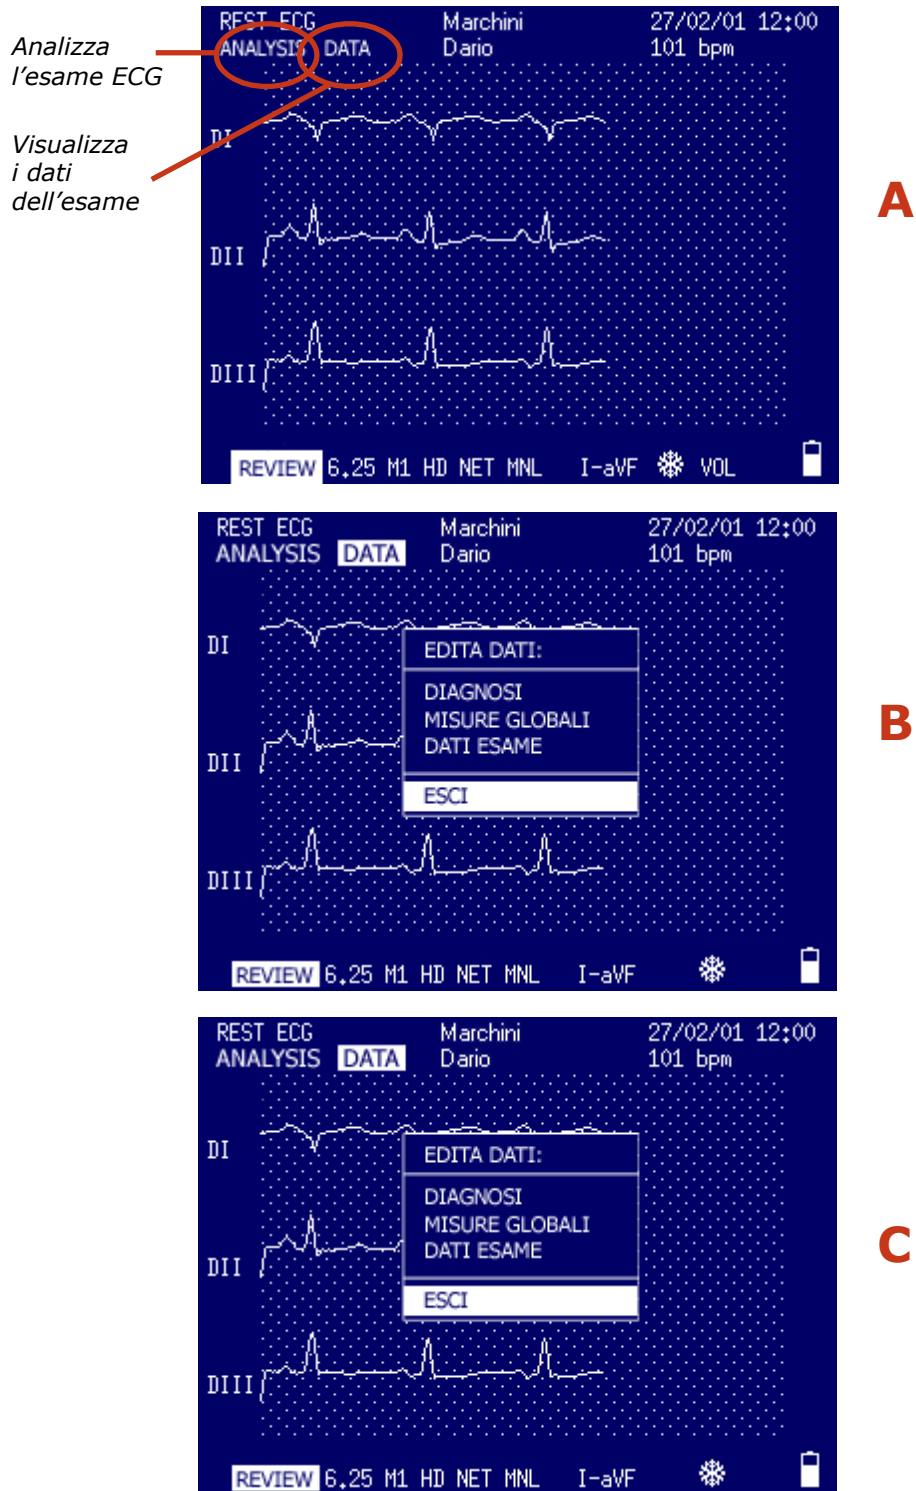 Analizza
l'esame ECG
Visualizza
i dati
dell'esame
REST ECG Marchini 27/02/01 12:00
ANALYSIS DATA Dario 101 bpm
DI
DII
DIII
REVIEW 6.25 M1 HD NET MNL I-aVF VOL
A
REST ECG Marchini 27/02/01 12:00
ANALYSIS DATA Dario 101 bpm
DI
EDITA DATI:
DIAGNOSI
MISURE GLOBALI
DATI ESAME
DII
ESCI
DIII
REVIEW 6.25 M1 HD NET MNL I-aVF
B
REST ECG Marchini 27/02/01 12:00
ANALYSIS DATA Dario 101 bpm
DI
EDITA DATI:
DIAGNOSI
MISURE GLOBALI
DATI ESAME
DII
ESCI
DIII
REVIEW 6.25 M1 HD NET MNL I-aVF
C